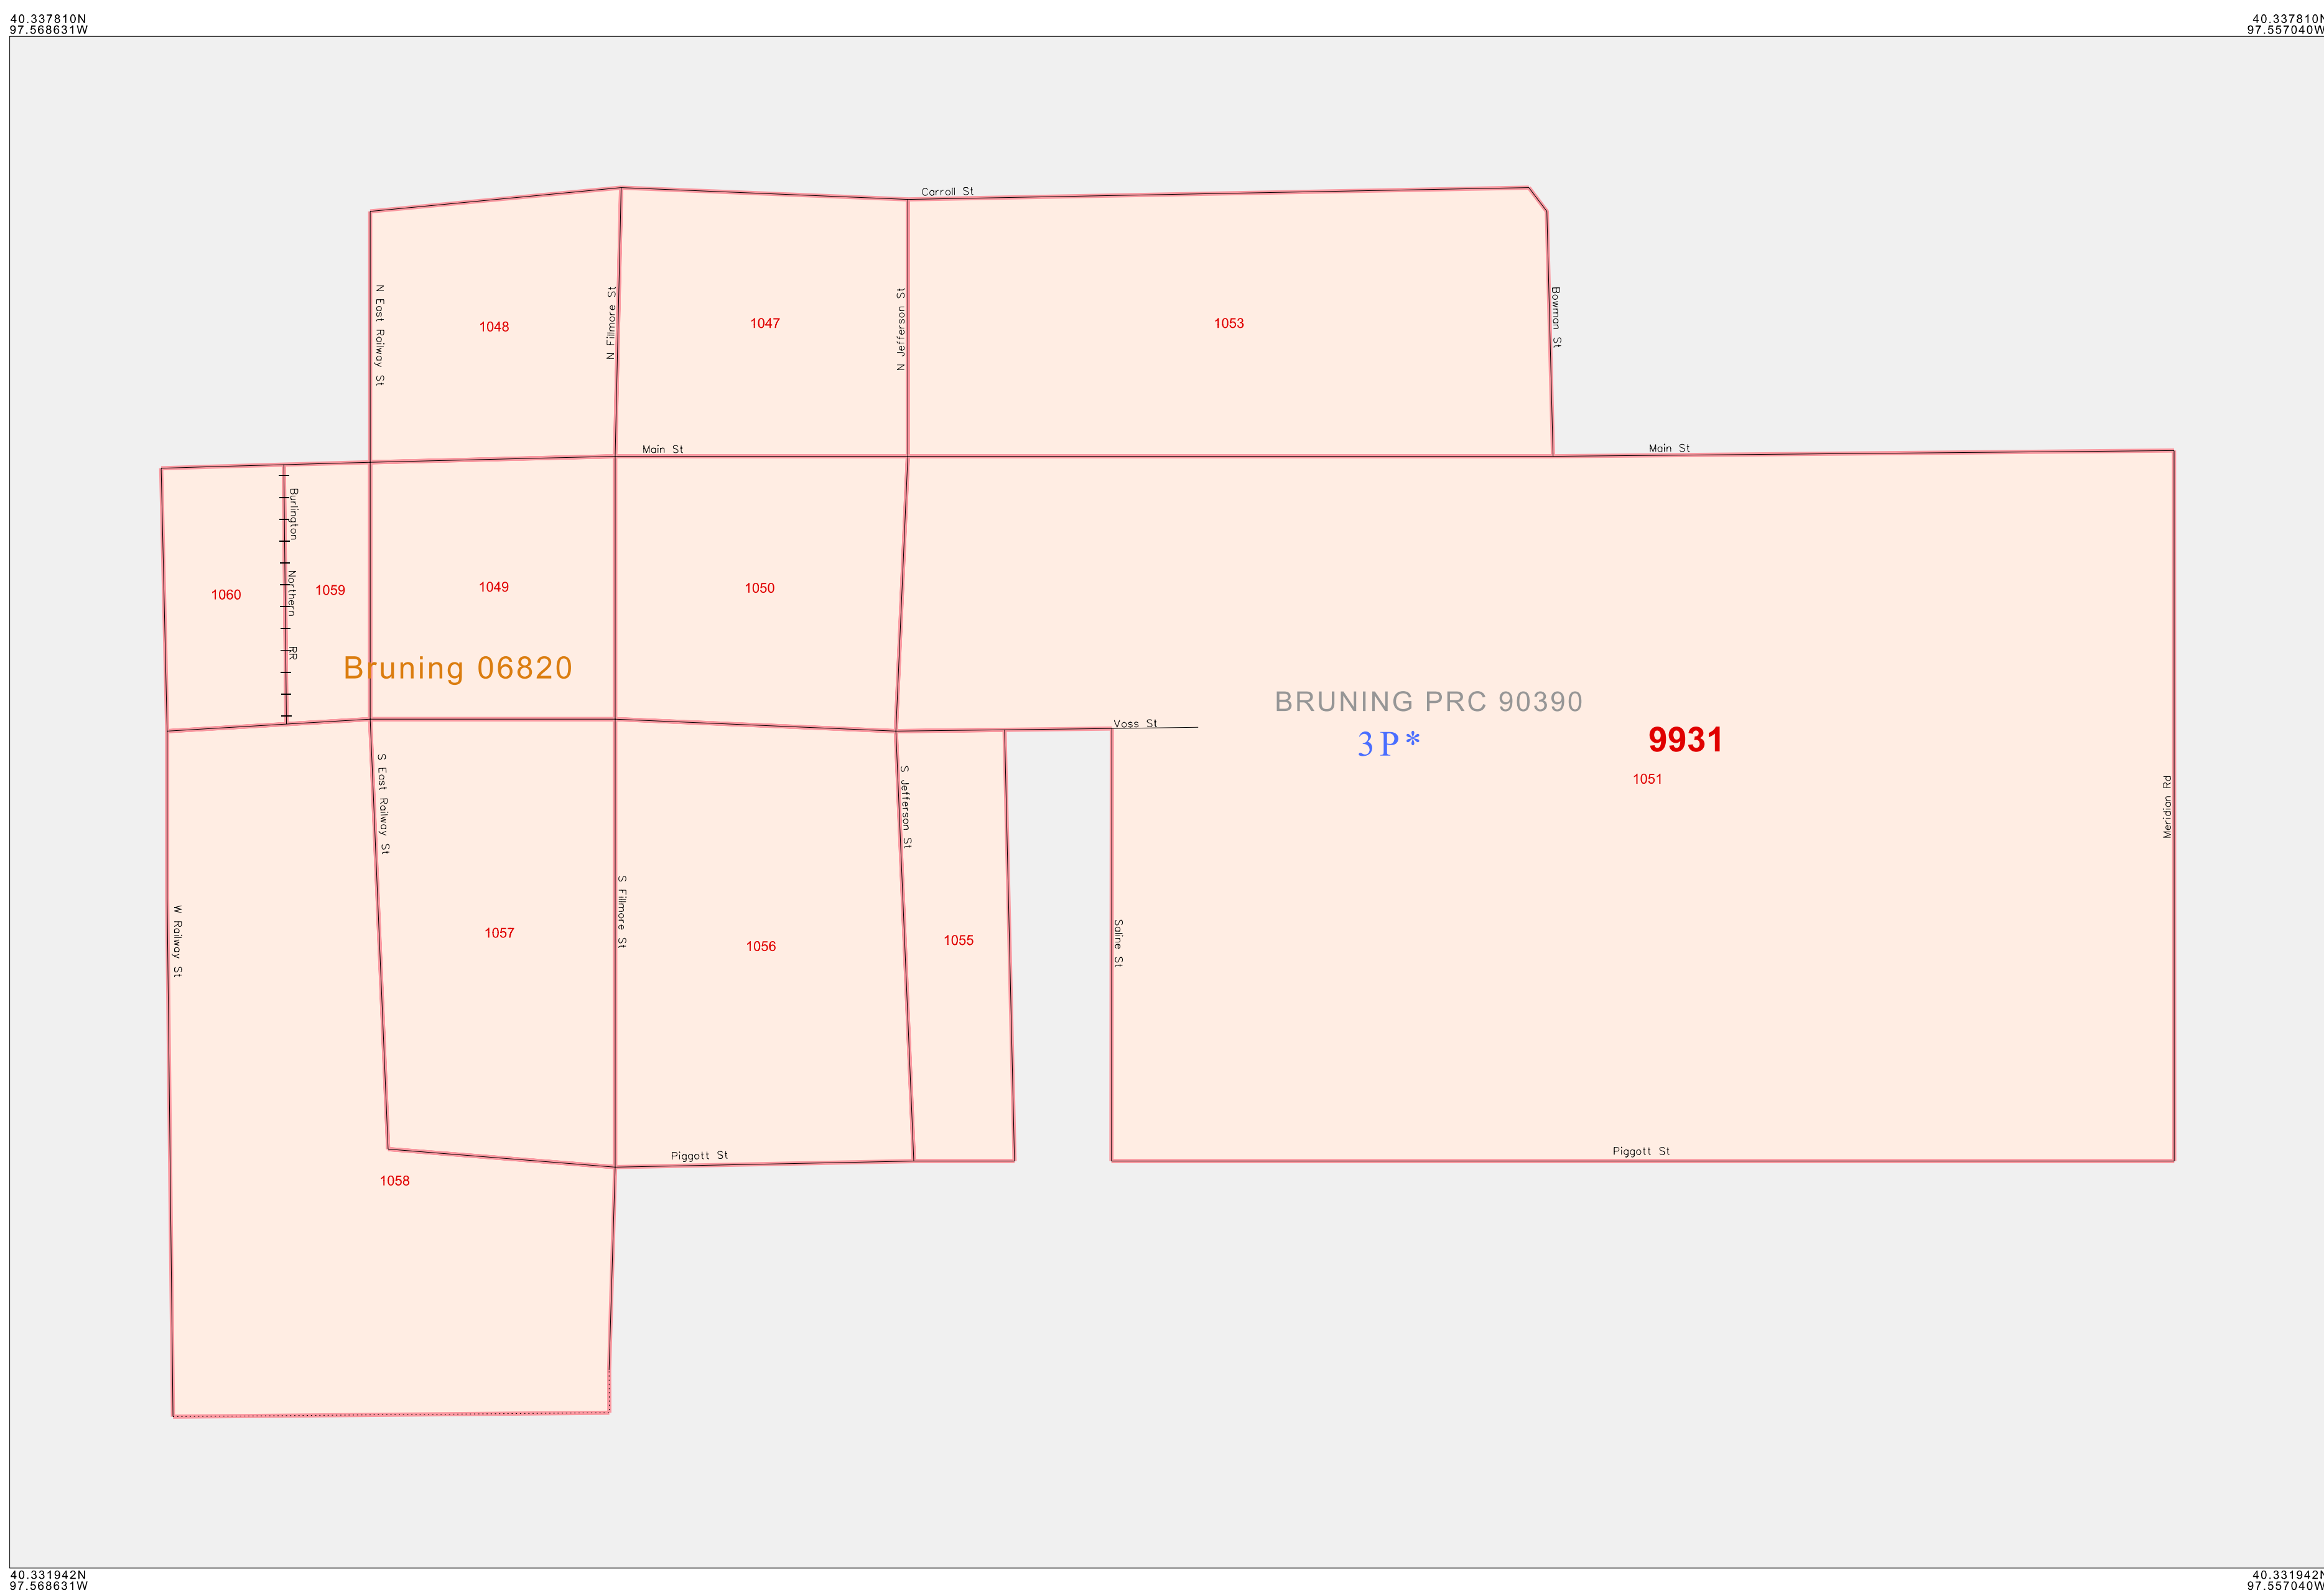 40.337810N
97.568631W
40.337810N
97.557040W
Carroll St
N East Railway St
1048
N Fillmore St
1047
N Jefferson St
1053
Bowman St
Main St
Main St
Burlington Northern RR
1060
1059
1049
1050
Bruning 06820
BRUNING PRC 90390
3P*
9931
1051
Voss St
S East Railway St
S Jefferson St
Meridian Rd
W Railway St
S Fillmore St
Saline St
1057
1056
1055
Piggott St
Piggott St
1058
40.331942N
97.568631W
40.331942N
97.557040W